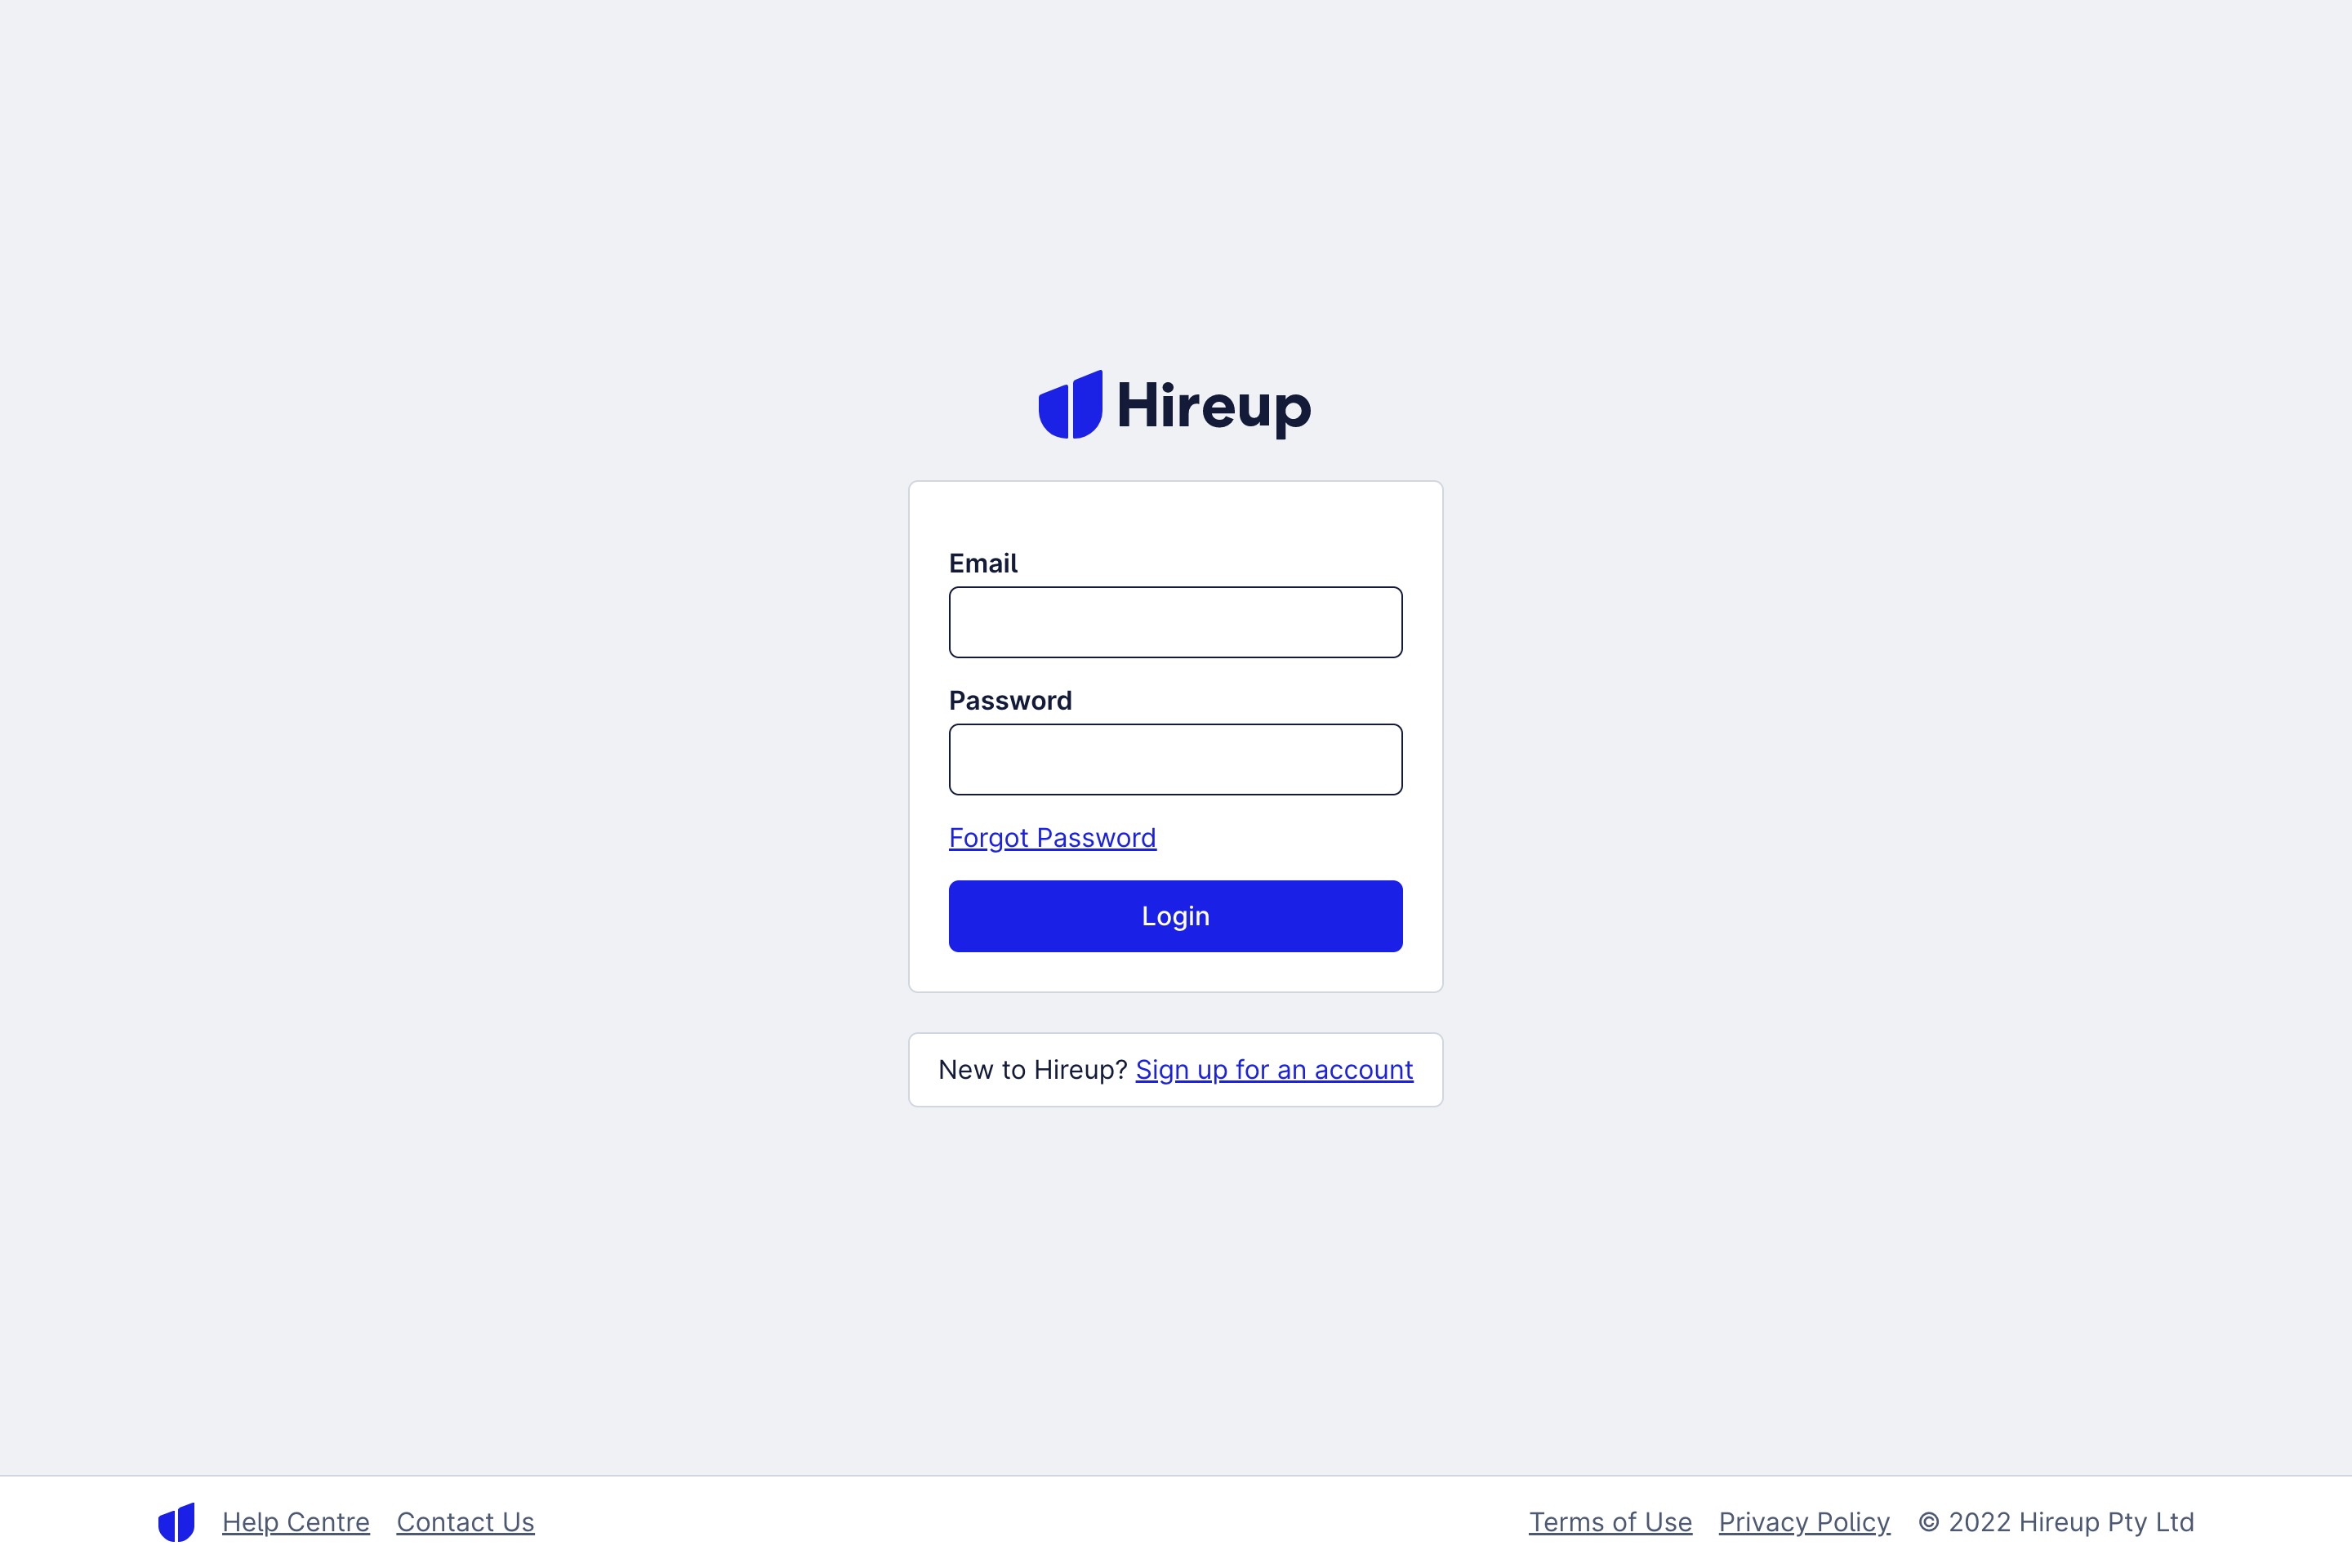 Hireup
Email
Password
Forgot Password
Login
New to Hireup? Sign up for an account
Help Centre Contact Us Terms of Use Privacy Policy © 2022 Hireup Pty Ltd